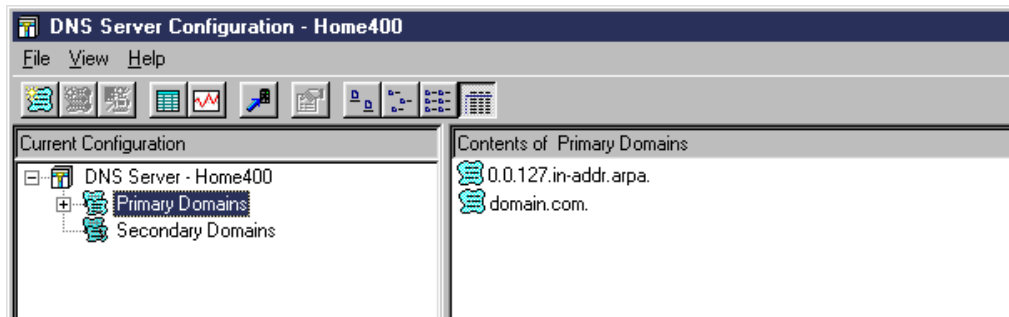 DNS Server Configuration - Home400
File View Help
Current Configuration
DNS Server - Home400
Primary Domains
Secondary Domains
Contents of Primary Domains
0.0.127.in-addr.arpa.
domain.com.